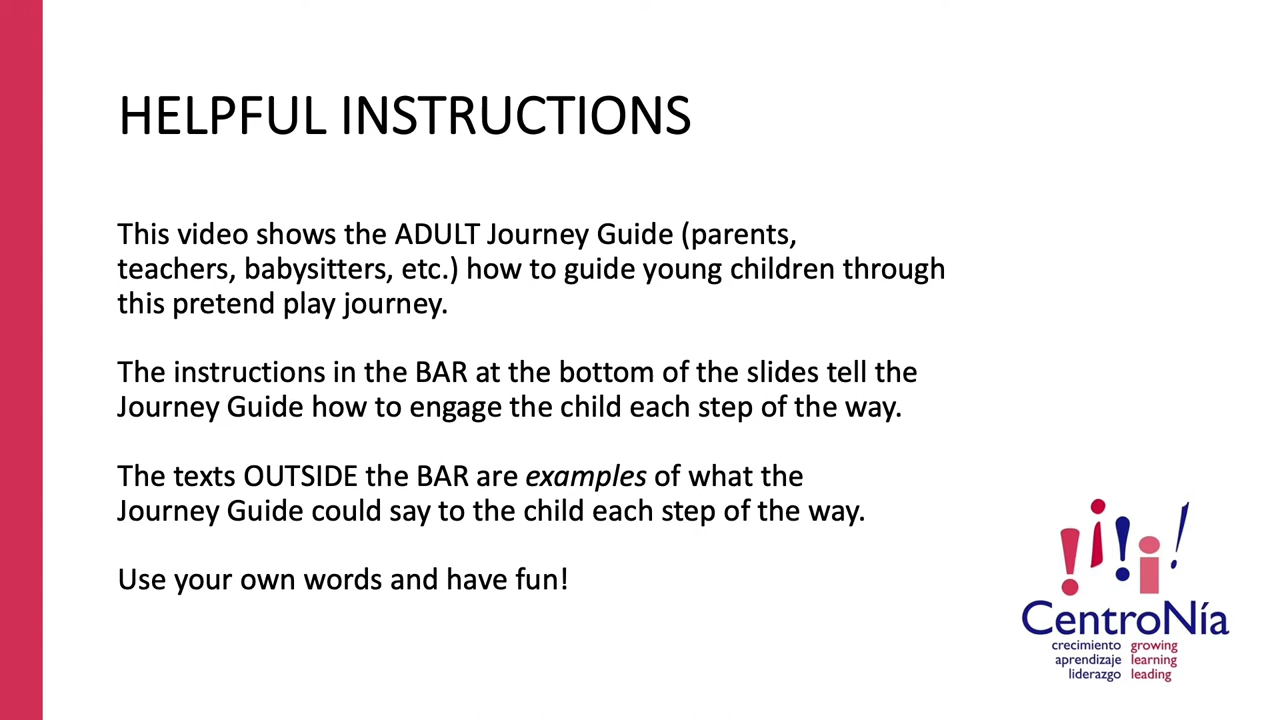 HELPFUL INSTRUCTIONS
This video shows the ADULT Journey Guide (parents,
teachers, babysitters, etc.) how to guide young children through
this pretend play journey.
The instructions in the BAR at the bottom of the slides tell the
Journey Guide how to engage the child each step of the way.
The texts OUTSIDE the BAR are examples of what the
Journey Guide could say to the child each step of the way.
Use your own words and have fun!
CentroNía
crecimiento growing
aprendizaje learning
liderazgo leading